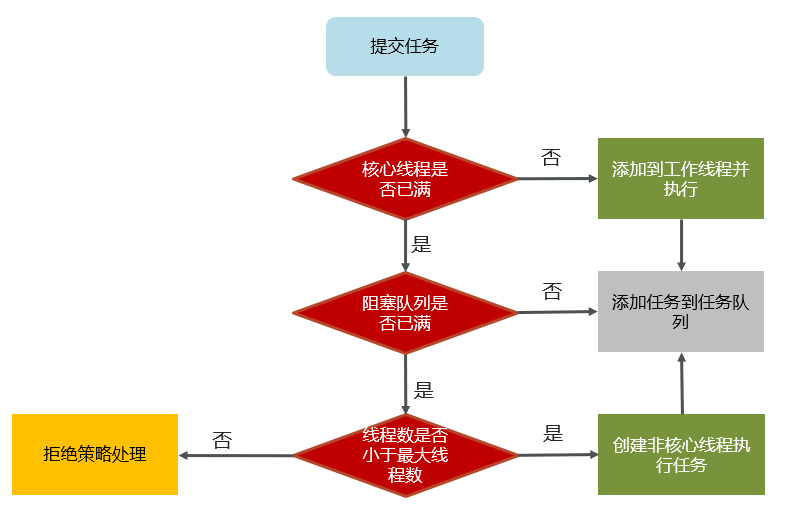 提交任务
核心线程是
否已满
否
添加到工作线程并
执行
是
阻塞队列是
否已满
否
添加任务到任务队
列
是
线程数是否
小于最大线
程数
否
拒绝策略处理
是
创建非核心线程执
行任务